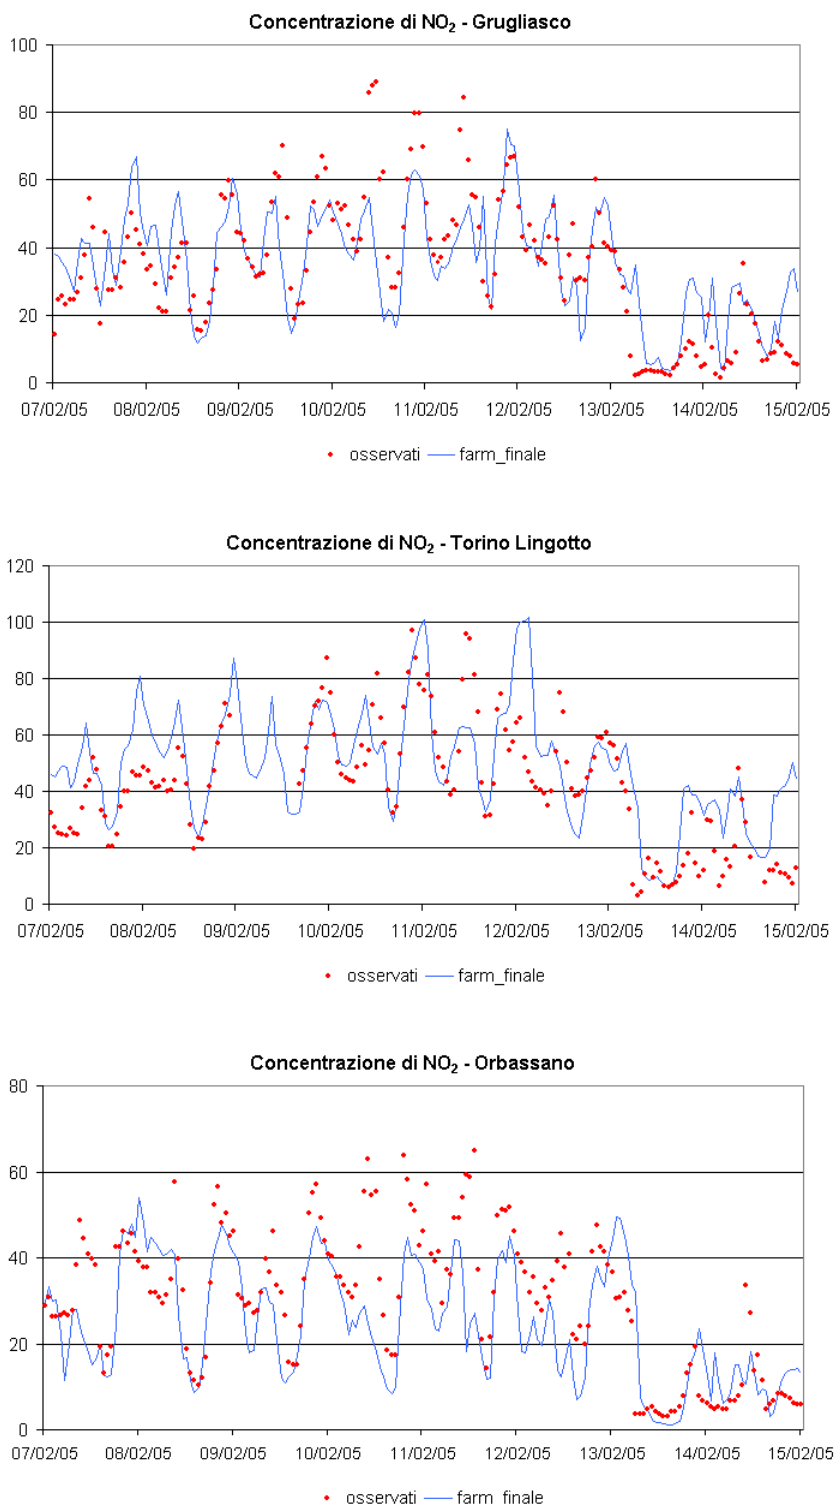 Concentrazione di NO₂ - Grugliasco
100
80
60
40
20
0
07/02/05 08/02/05 09/02/05 10/02/05 11/02/05 12/02/05 13/02/05 14/02/05 15/02/05
osservati farm_finale
Concentrazione di NO₂ - Torino Lingotto
120
100
80
60
40
20
0
07/02/05 08/02/05 09/02/05 10/02/05 11/02/05 12/02/05 13/02/05 14/02/05 15/02/05
osservati farm_finale
Concentrazione di NO₂ - Orbassano
80
60
40
20
0
07/02/05 08/02/05 09/02/05 10/02/05 11/02/05 12/02/05 13/02/05 14/02/05 15/02/05
osservati farm_finale